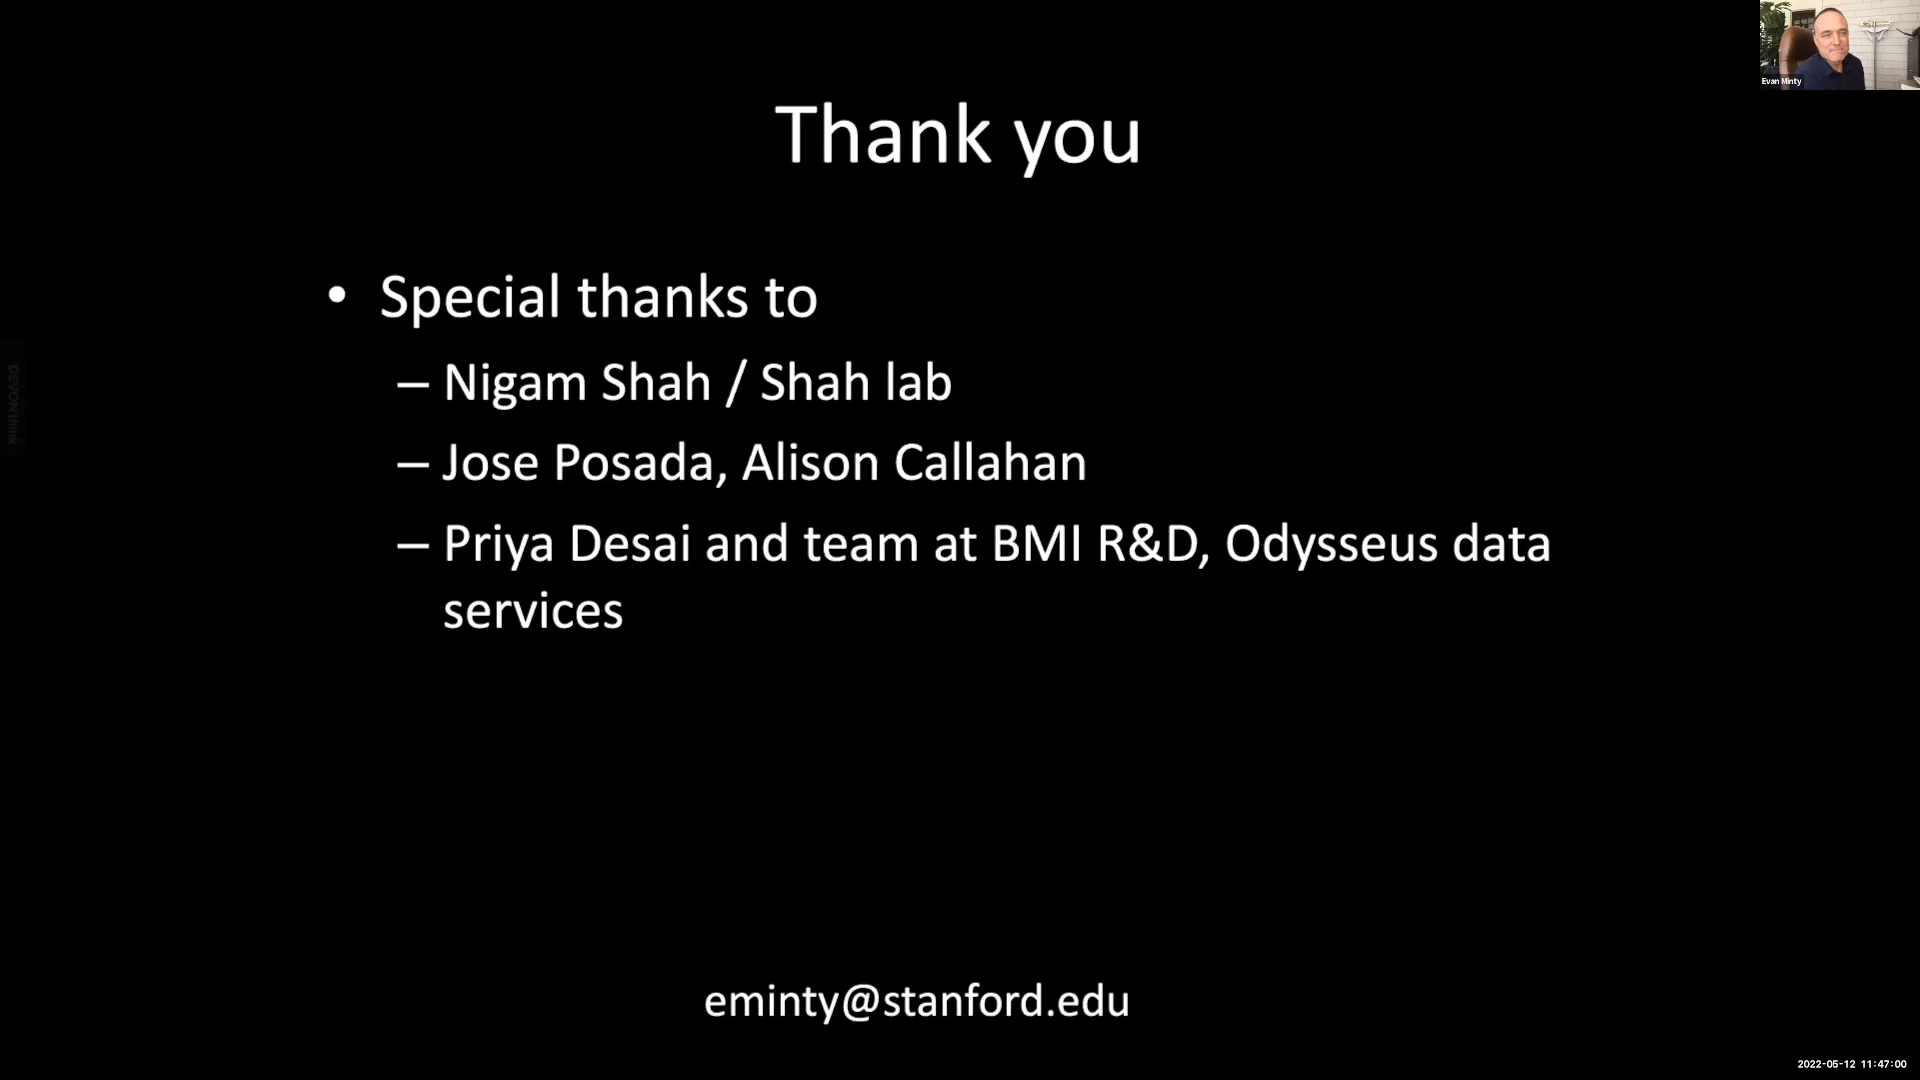 Evan Minty
Thank you
• Special thanks to
– Nigam Shah / Shah lab
– Jose Posada, Alison Callahan
– Priya Desai and team at BMI R&D, Odysseus data
services
DEVONthink
eminty@stanford.edu
2022-05-12 11:47:00